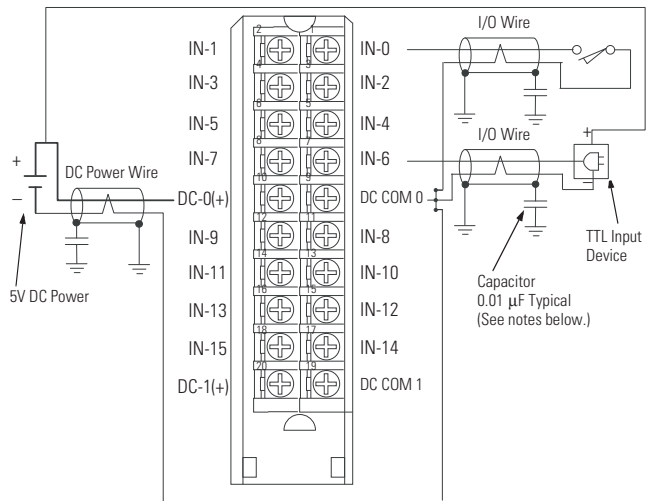 I/O Wire
2 1
IN-1 IN-0
4 3
IN-3 IN-2
6 5
IN-5 IN-4
8 7
I/O Wire
+
IN-7 IN-6
+
DC Power Wire
10 9
−
−
DC-0(+) DC COM 0
12 11
IN-9 IN-8
TTL Input
Device
14 13
IN-11 IN-10
Capacitor
0.01 µF Typical
(See notes below.)
5V DC Power
16 15
IN-13 IN-12
18 17
IN-15 IN-14
20 19
DC-1(+) DC COM 1